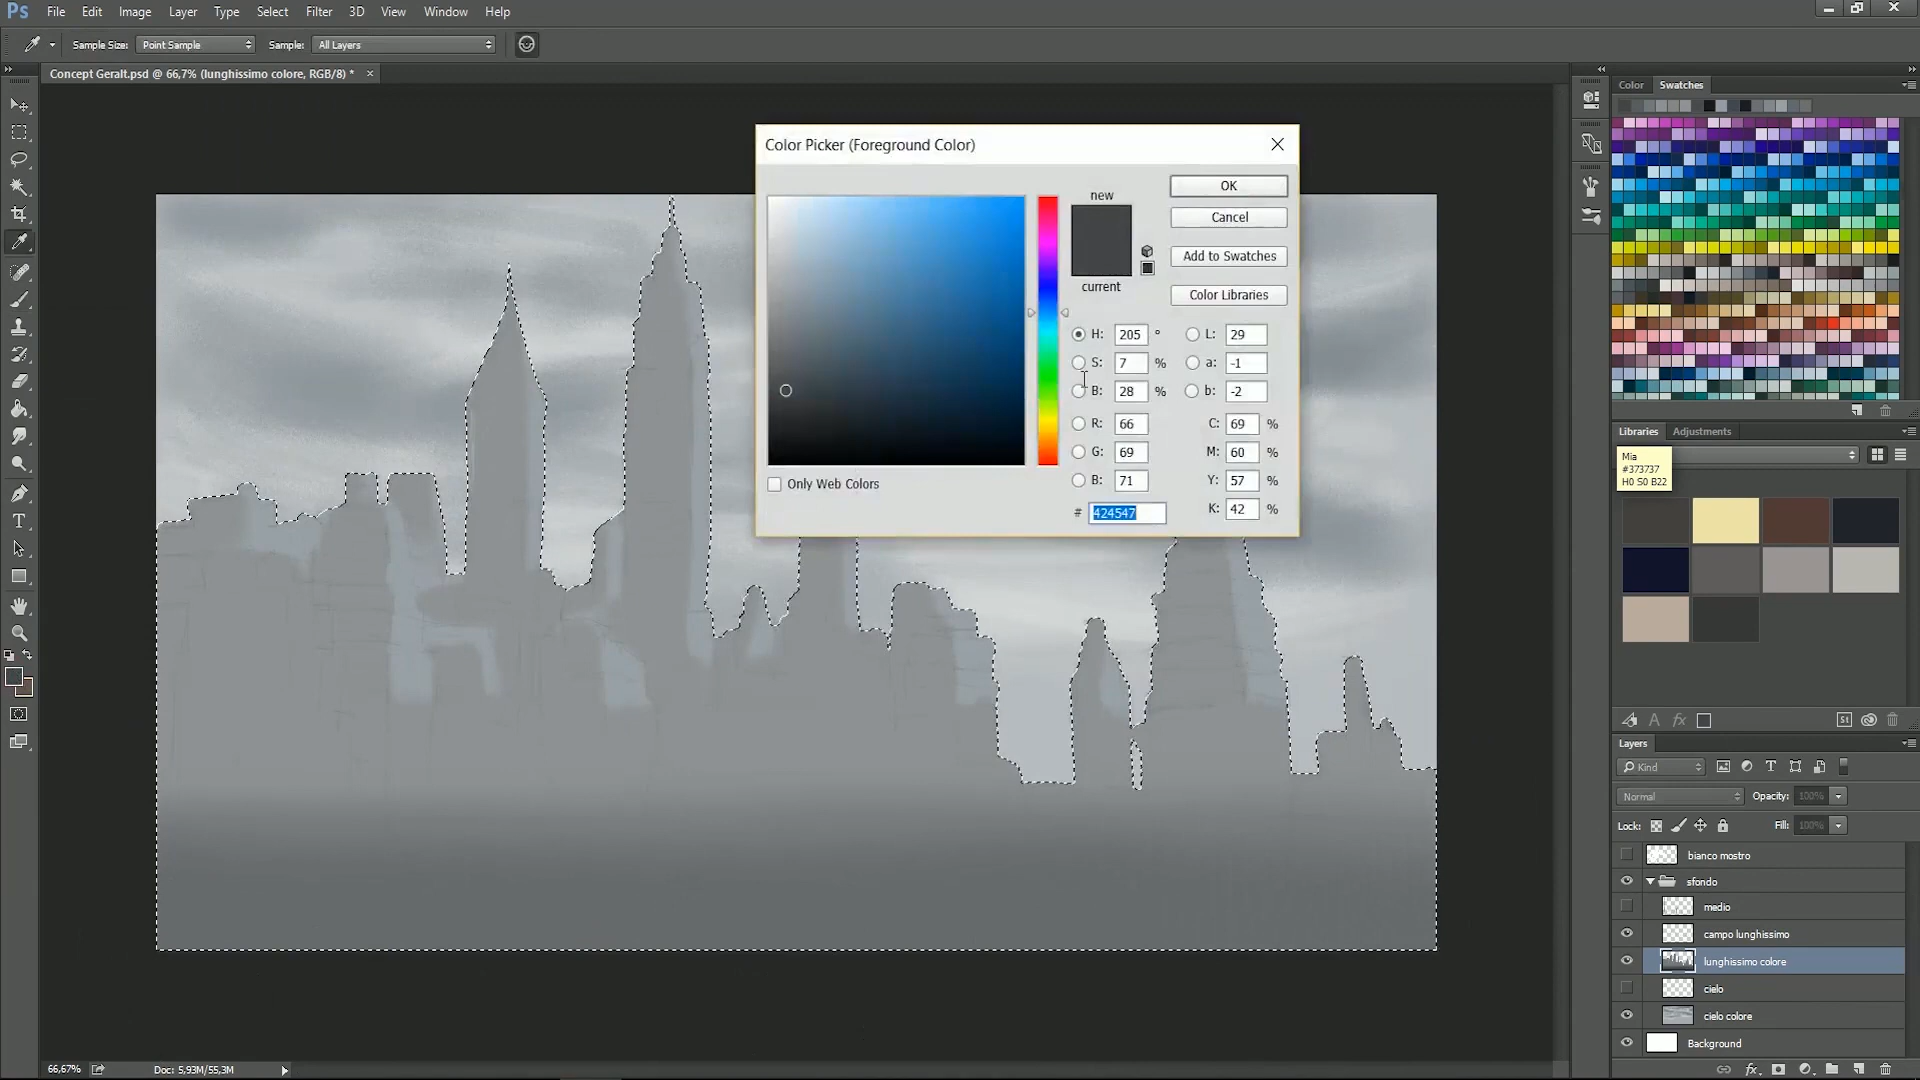 Ps File Edit Image Layer Type Select Filter 3D View Window Help
Sample Size: Point Sample Sample: All Layers
Concept Geralt.psd @ 66,7% (lunghissimo colore, RGB/8) * ×
Color Swatches
Color Picker (Foreground Color)
new
current
OK
Cancel
Add to Swatches
Color Libraries
H: 205 ° L: 29
S: 7 % a: -1
B: 28 % b: -2
R: 66 C: 69 %
G: 69 M: 60 %
B: 71 Y: 57 %
# 424547 K: 42 %
Only Web Colors
Libraries Adjustments
Mia
#373737
H0 S0 B22
Layers
Kind
Normal Opacity: 100%
Lock: Fill: 100%
bianco mostro
sfondo
medio
campo lunghissimo
lunghissimo colore
cielo
cielo colore
Background
66,67% Doc: 5,93M/55,3M